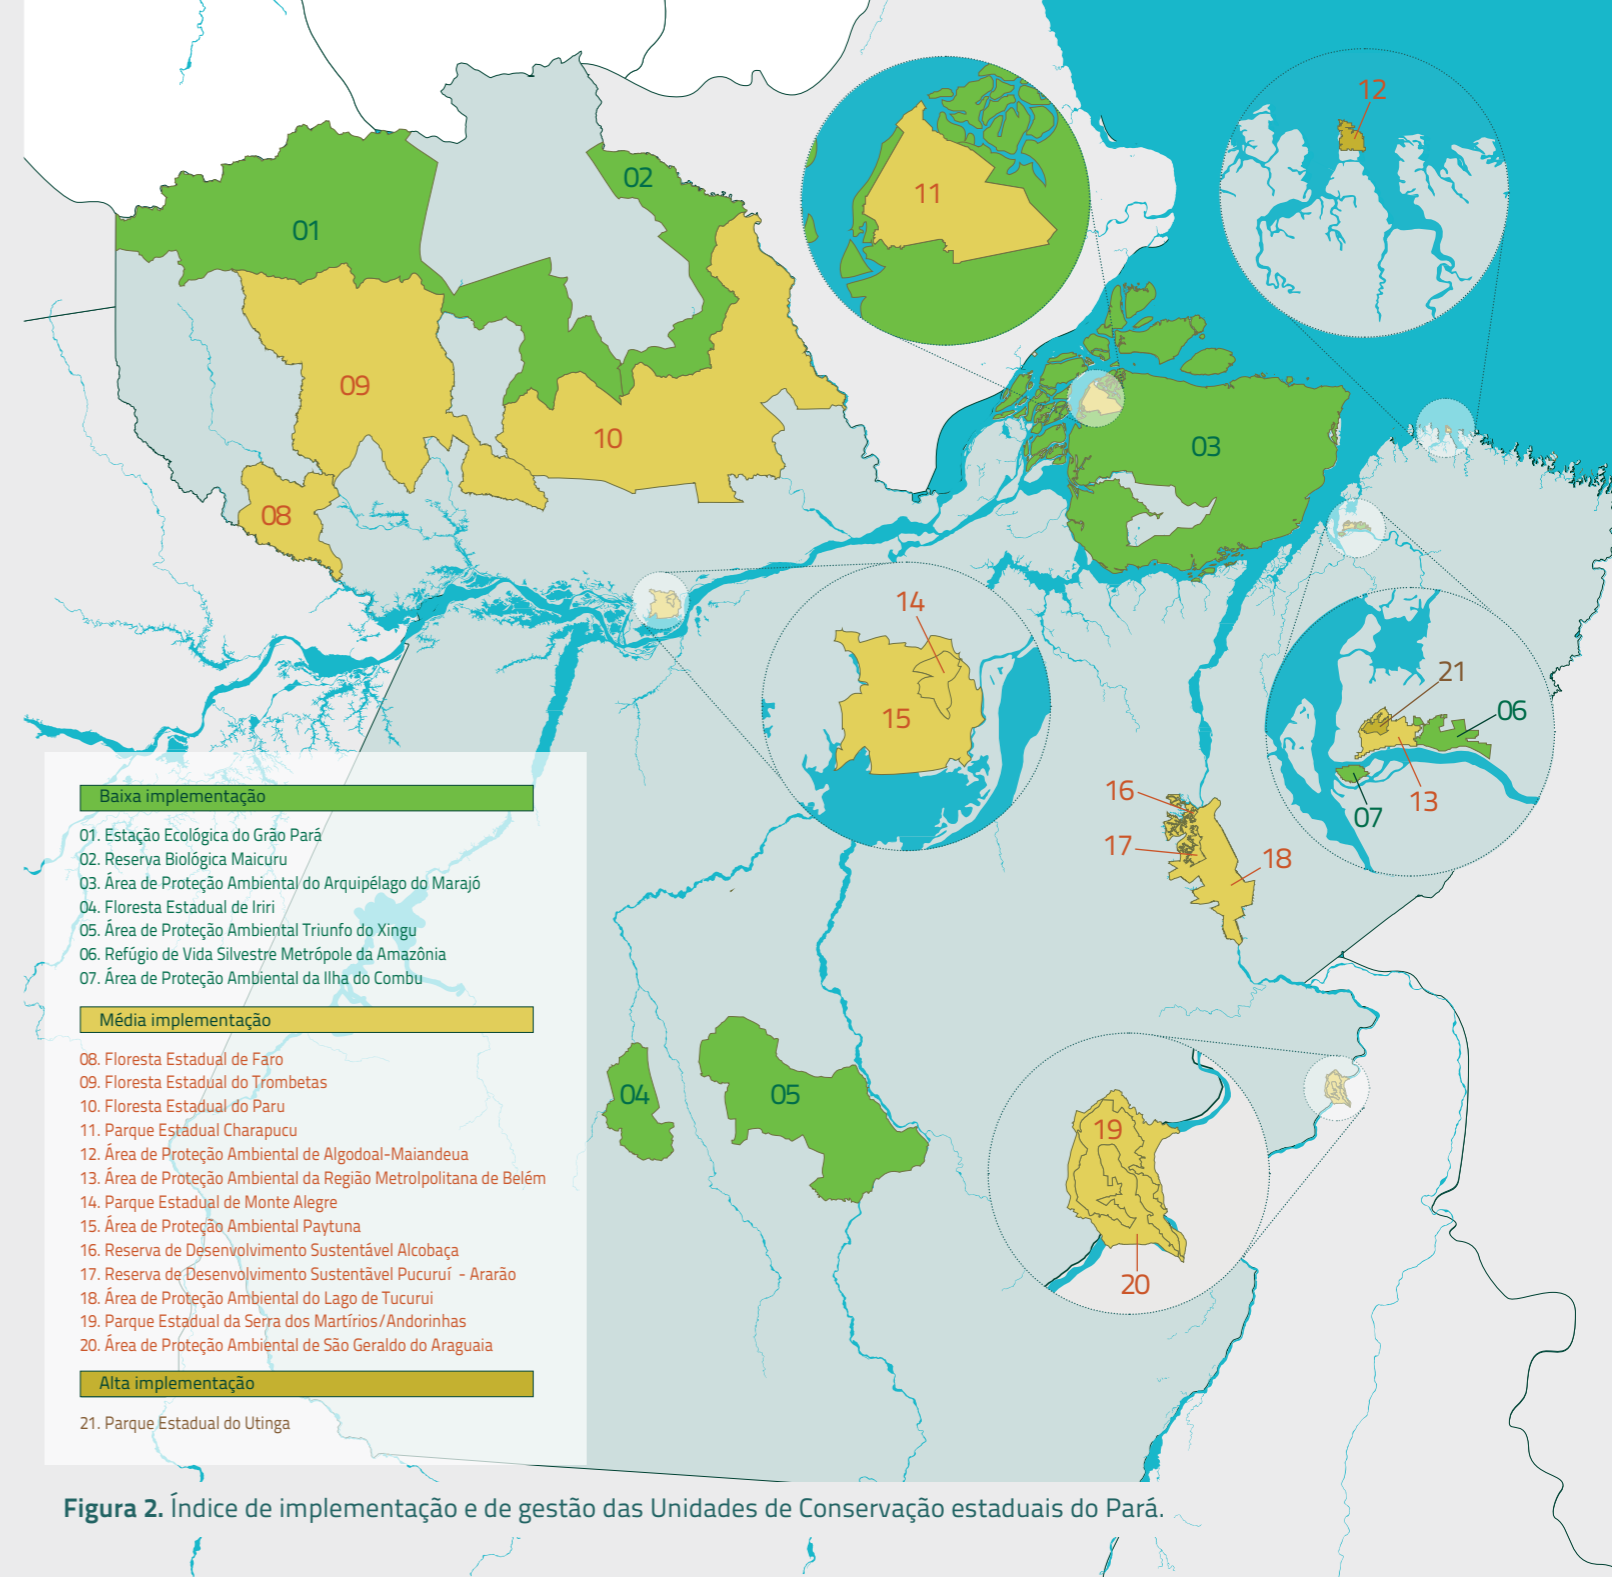 01
02
03
04
05
06
07
08
09
10
11
12
13
14
15
16
17
18
19
20
21
Baixa implementação
01. Estação Ecológica do Grão Pará
02. Reserva Biológica Maicuru
03. Área de Proteção Ambiental do Arquipélago do Marajó
04. Floresta Estadual de Iriri
05. Área de Proteção Ambiental Triunfo do Xingu
06. Refúgio de Vida Silvestre Metrópole da Amazônia
07. Área de Proteção Ambiental da Ilha do Combu
Média implementação
08. Floresta Estadual de Faro
09. Floresta Estadual do Trombetas
10. Floresta Estadual do Paru
11. Parque Estadual Charapucu
12. Área de Proteção Ambiental de Algodoal-Maiandeua
13. Área de Proteção Ambiental da Região Metrolpolitana de Belém
14. Parque Estadual de Monte Alegre
15. Área de Proteção Ambiental Paytuna
16. Reserva de Desenvolvimento Sustentável Alcobaça
17. Reserva de Desenvolvimento Sustentãvel Pucuruí - Ararão
18. Área de Proteção Ambiental do Lago de Tucurui
19. Parque Estadual da Serra dos Martírios/Andorinhas
20. Área de Proteção Ambiental de São Geraldo do Araguaia
Alta implementação
21. Parque Estadual do Utinga
Figura 2. Índice de implementação e de gestão das Unidades de Conservação estaduais do Pará.